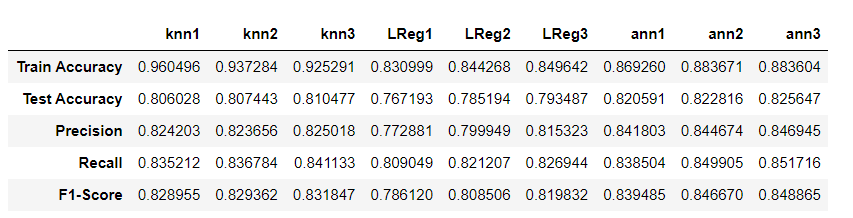 knn1 knn2 knn3 LReg1 LReg2 LReg3 ann1 ann2 ann3
Train Accuracy 0.960496 0.937284 0.925291 0.830999 0.844268 0.849642 0.869260 0.883671 0.883604
Test Accuracy 0.806028 0.807443 0.810477 0.767193 0.785194 0.793487 0.820591 0.822816 0.825647
Precision 0.824203 0.823656 0.825018 0.772881 0.799949 0.815323 0.841803 0.844674 0.846945
Recall 0.835212 0.836784 0.841133 0.809049 0.821207 0.826944 0.838504 0.849905 0.851716
F1-Score 0.828955 0.829362 0.831847 0.786120 0.808506 0.819832 0.839485 0.846670 0.848865